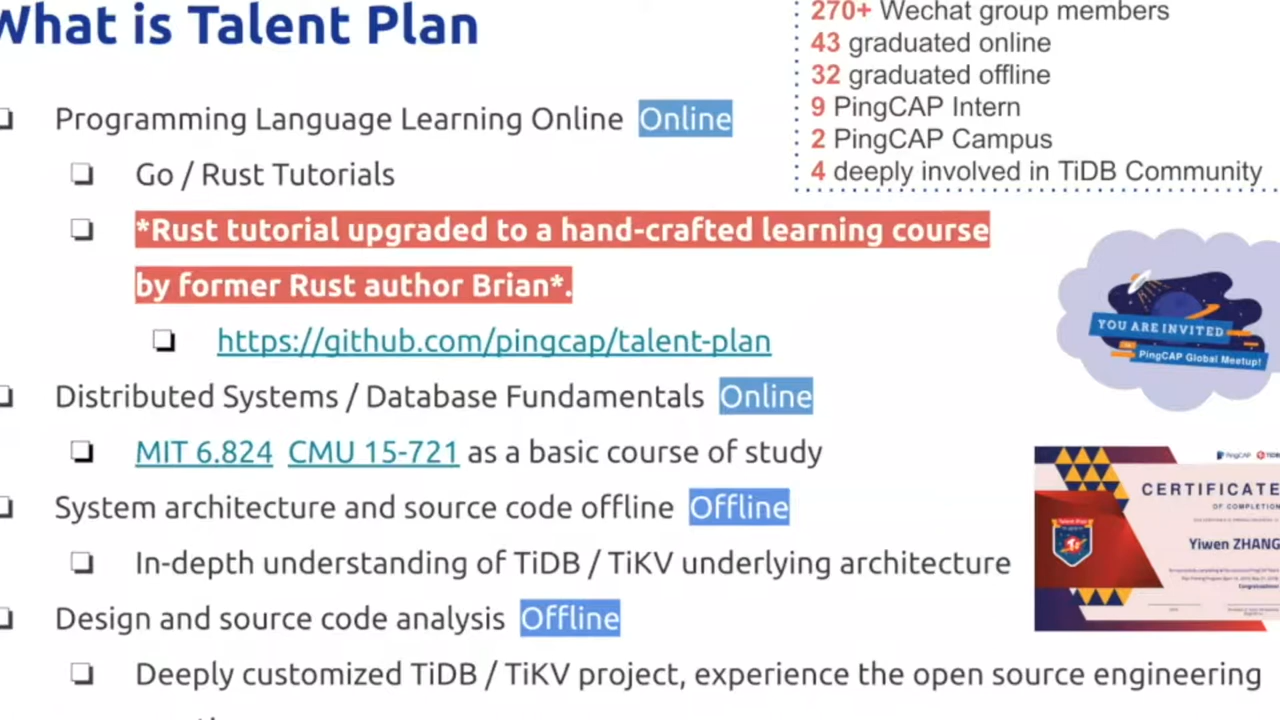 What is Talent Plan
270+ Wechat group members
43 graduated online
32 graduated offline
9 PingCAP Intern
2 PingCAP Campus
4 deeply involved in TiDB Community
Programming Language Learning Online Online
Go / Rust Tutorials
*Rust tutorial upgraded to a hand-crafted learning course
by former Rust author Brian*.
https://github.com/pingcap/talent-plan
YOU ARE INVITED
PingCAP Global Meetup!
Distributed Systems / Database Fundamentals Online
MIT 6.824 CMU 15-721 as a basic course of study
PingCAP
CERTIFICATE
OF COMPLETION
Yiwen ZHANG
System architecture and source code offline Offline
In-depth understanding of TiDB / TiKV underlying architecture
Design and source code analysis Offline
Deeply customized TiDB / TiKV project, experience the open source engineering